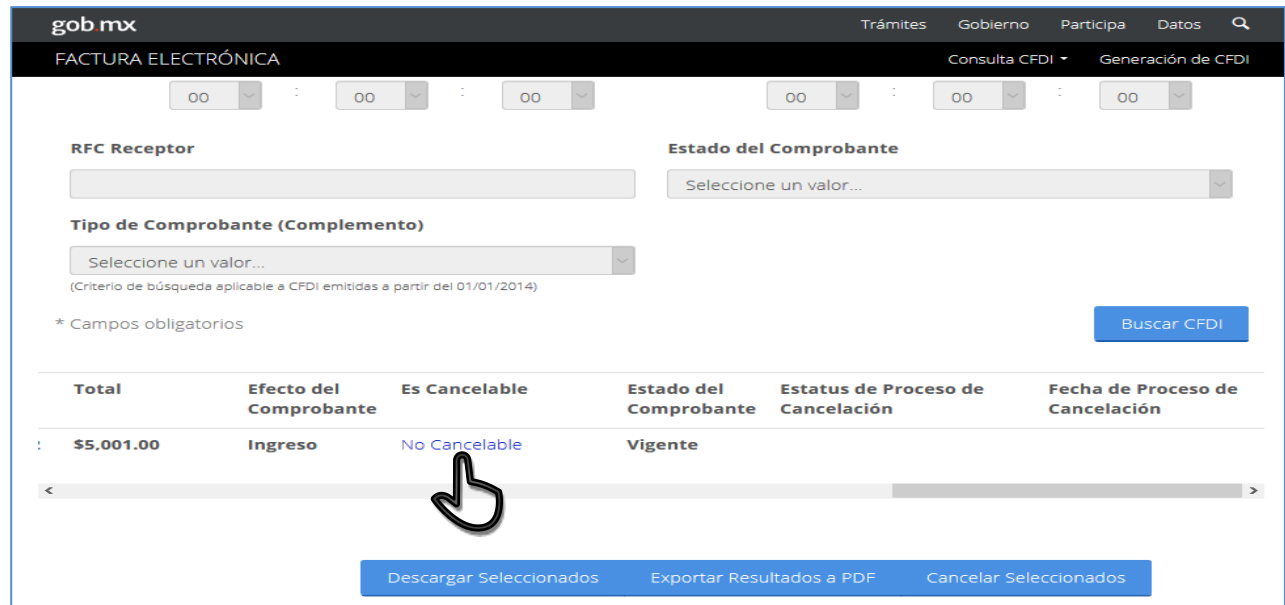 gob.mx Trámites Gobierno Participa Datos
FACTURA ELECTRÓNICA Consulta CFDI Generación de CFDI
00 : 00 : 00 00 : 00 : 00
RFC Receptor Estado del Comprobante
Seleccione un valor...
Tipo de Comprobante (Complemento)
Seleccione un valor...
(Criterio de búsqueda aplicable a CFDI emitidas a partir del 01/01/2014)
* Campos obligatorios Buscar CFDI
Total Efecto del Es Cancelable Estado del Estatus de Proceso de Fecha de Proceso de
Comprobante Comprobante Cancelación Cancelación
$5,001.00 Ingreso No Cancelable Vigente
Descargar Seleccionados Exportar Resultados a PDF Cancelar Seleccionados